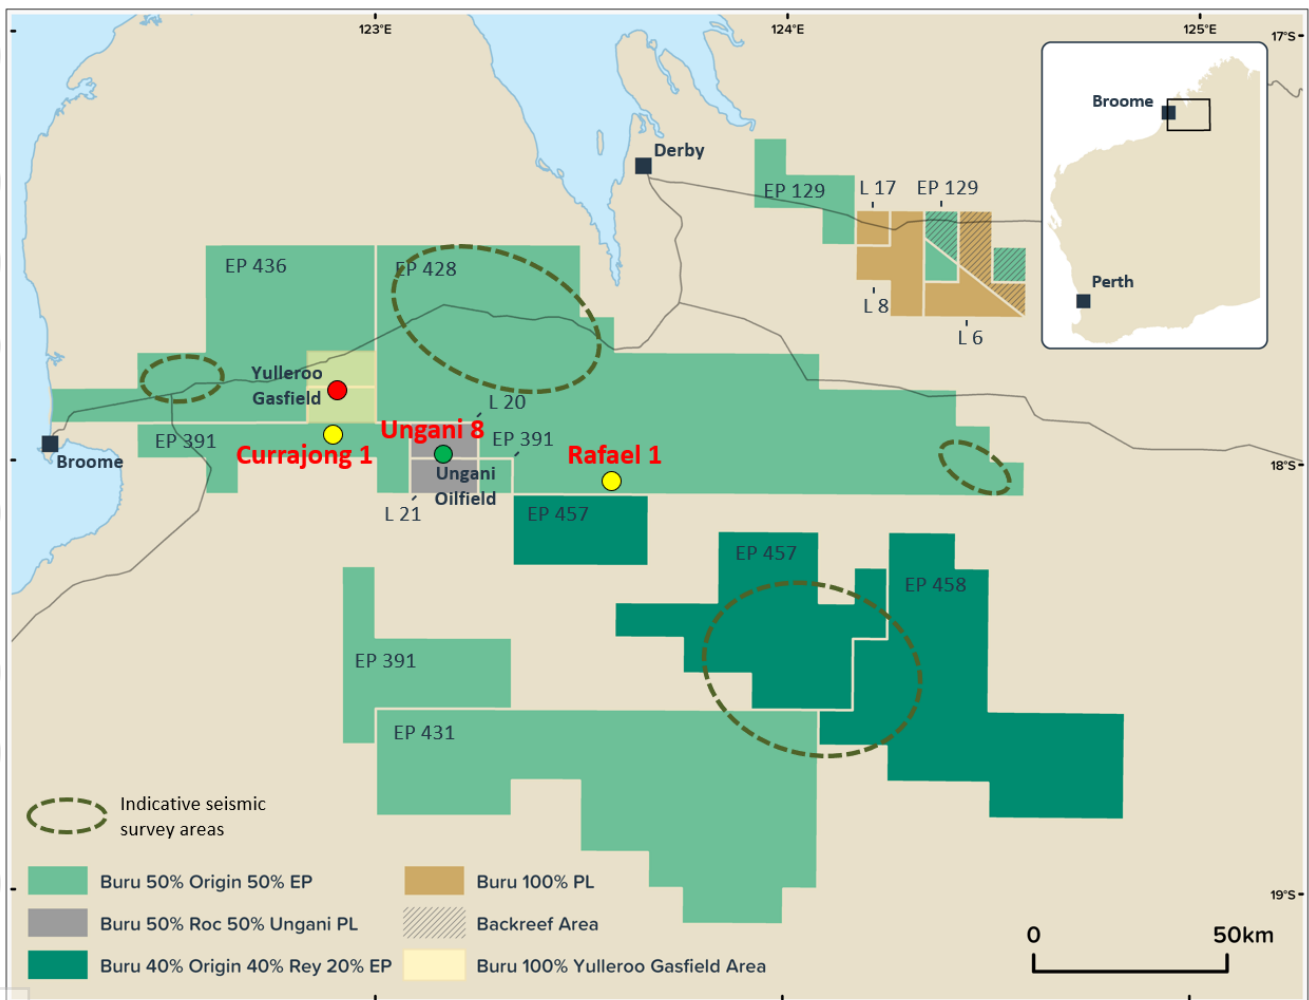 123°E
124°E
125°E
17°S
Broome
Perth
Derby
EP 129
L 17
EP 129
L 8
L 6
EP 436
EP 428
Yulleroo
Gasfield
L 20
Ungani 8
EP 391
EP 391
Currajong 1
Rafael 1
Broome
Ungani
Oilfield
18°S
L 21
EP 457
EP 457
EP 458
EP 391
EP 431
Indicative seismic
survey areas
Buru 50% Origin 50% EP
Buru 100% PL
Buru 50% Roc 50% Ungani PL
Backreef Area
Buru 40% Origin 40% Rey 20% EP
Buru 100% Yulleroo Gasfield Area
19°S
0
50km